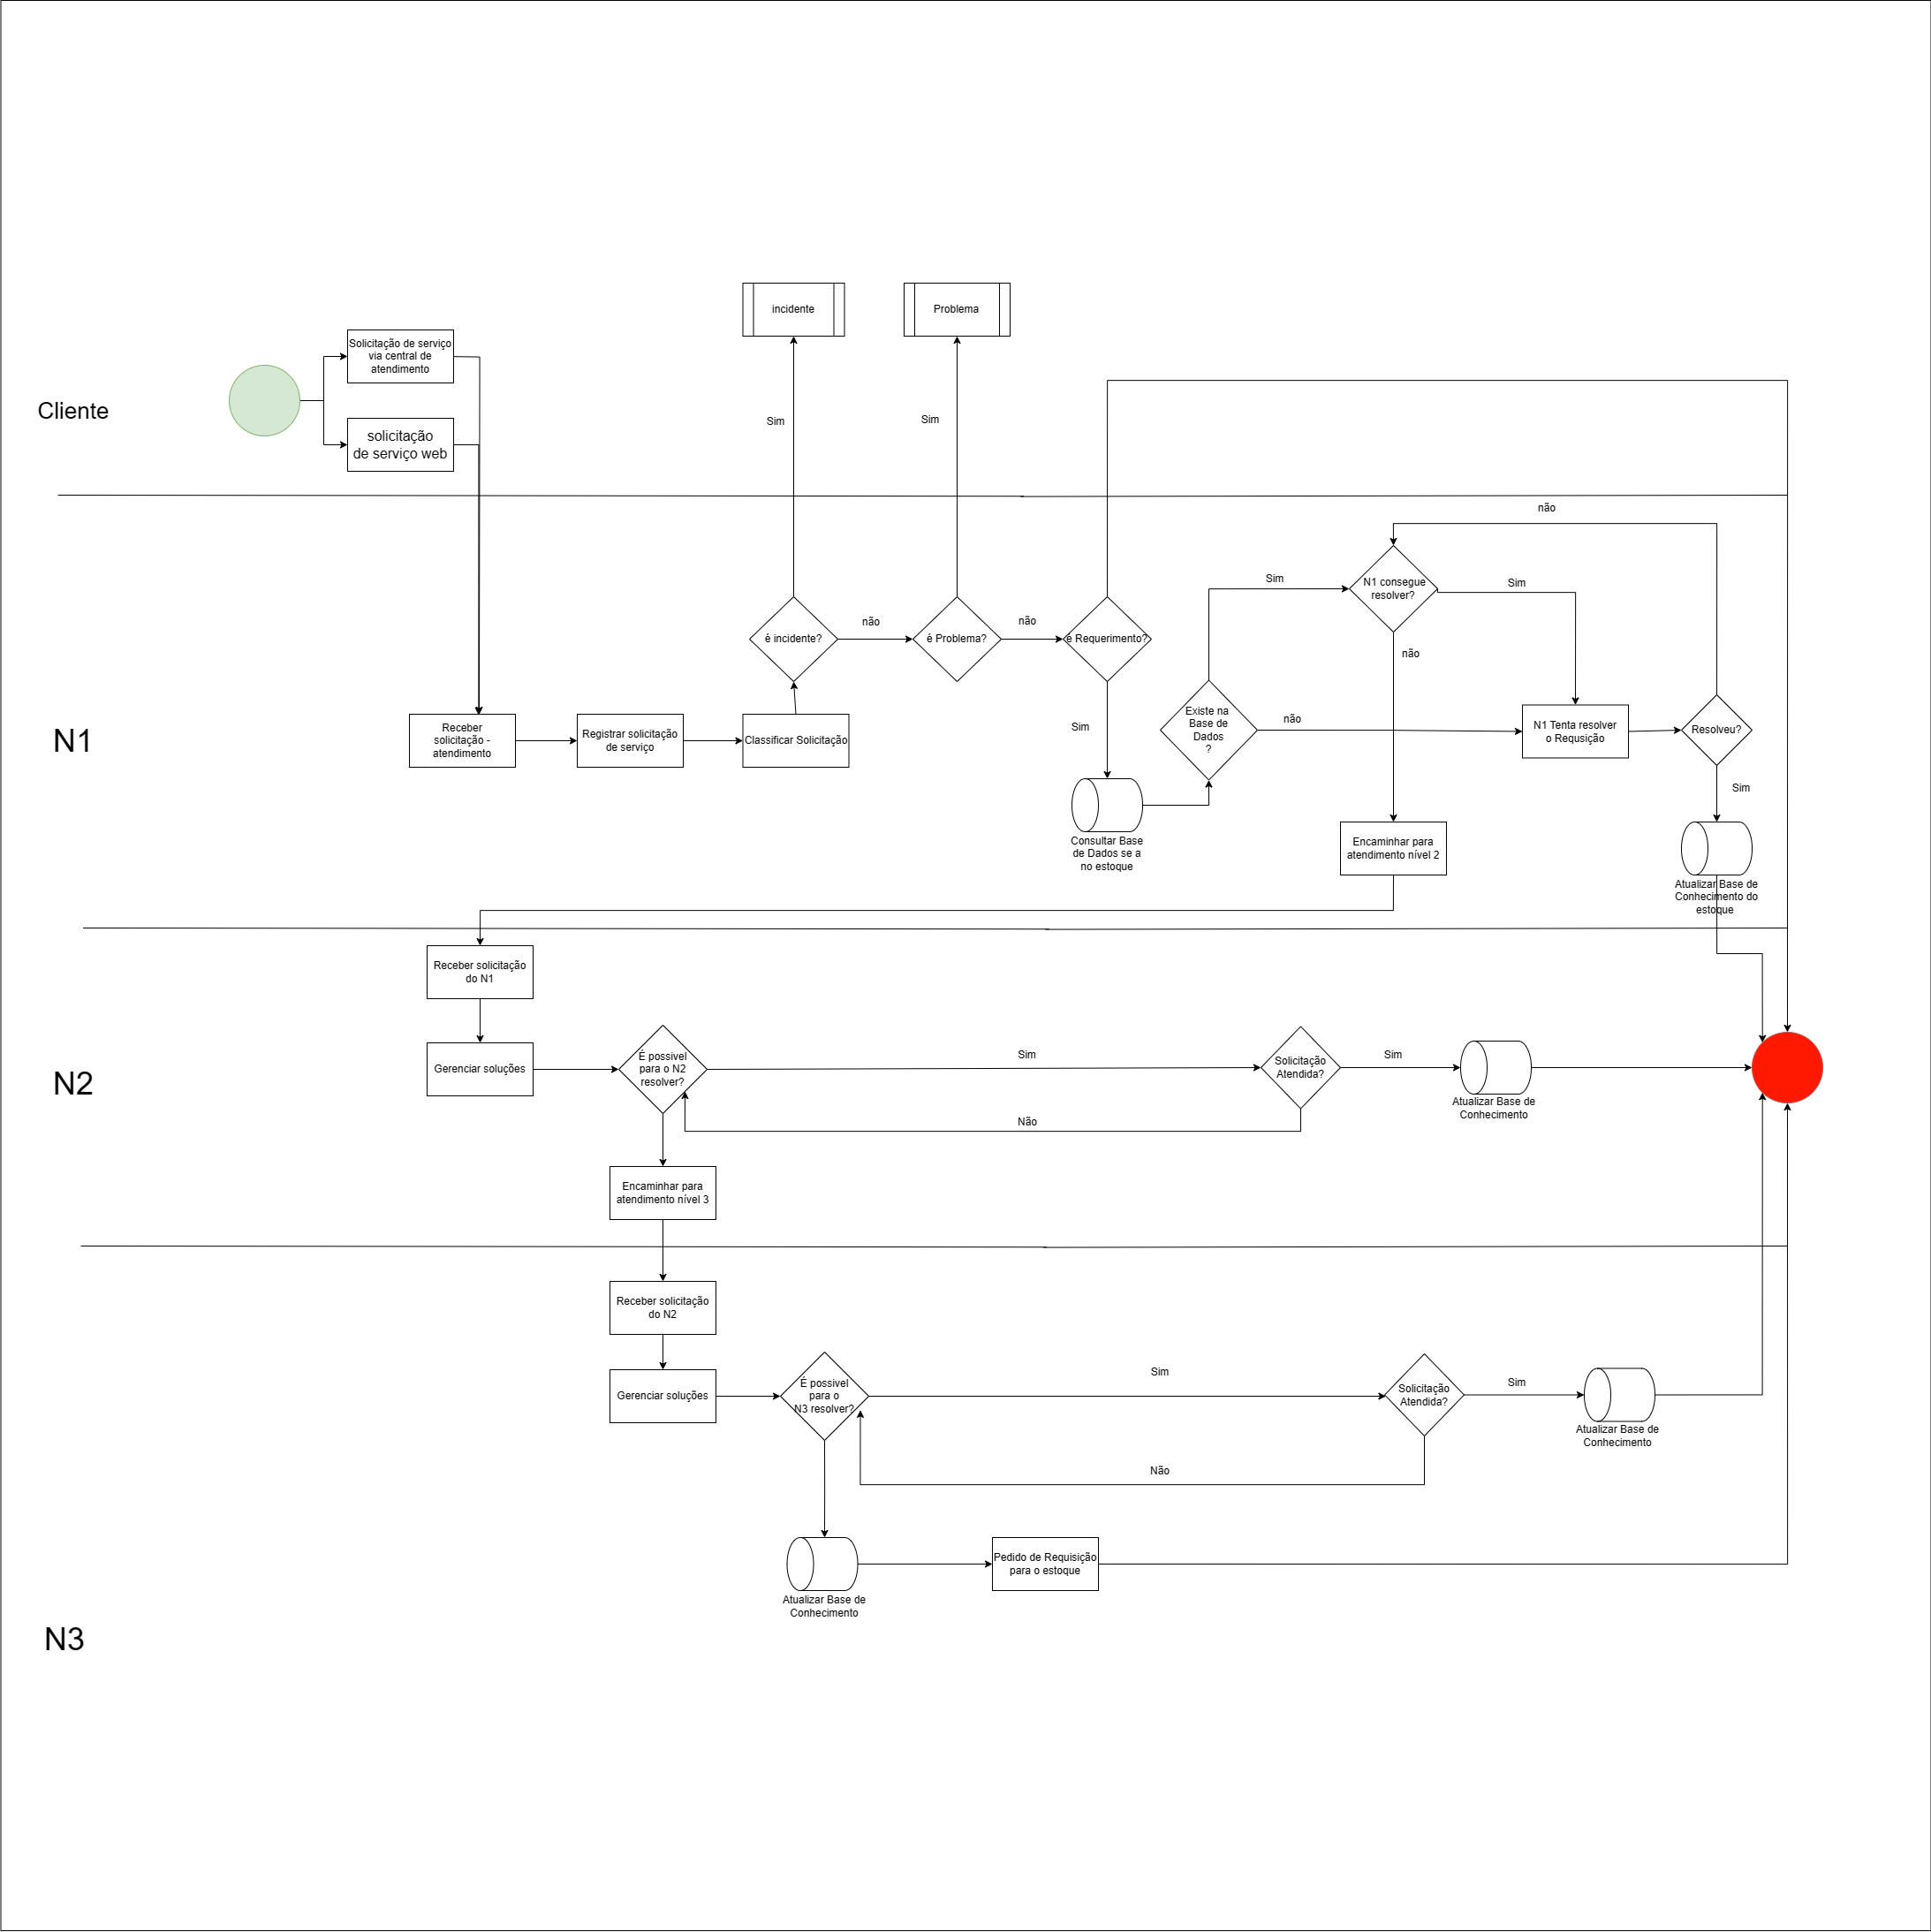 incidente
Problema
Solicitação de serviço
via central de
atendimento
Cliente
solicitação
de serviço web
Sim
Sim
não
Sim
N1 consegue
resolver?
Sim
não
não
não
é incidente?
é Problema?
é Requerimento?
N1
Receber
solicitação -
atendimento
Registrar solicitação
de serviço
Classificar Solicitação
Sim
Existe na
Base de
Dados
?
não
N1 Tenta resolver
o Requsição
Resolveu?
Sim
Consultar Base
de Dados se a
no estoque
Encaminhar para
atendimento nível 2
Atualizar Base de
Conhecimento do
estoque
Receber solicitação
do N1
N2
Gerenciar soluções
É possivel
para o N2
resolver?
Sim
Solicitação
Atendida?
Sim
Atualizar Base de
Conhecimento
Não
Encaminhar para
atendimento nível 3
Receber solicitação
do N2
Gerenciar soluções
É possivel
para o
N3 resolver?
Sim
Solicitação
Atendida?
Sim
Atualizar Base de
Conhecimento
Não
Atualizar Base de
Conhecimento
Pedido de Requisição
para o estoque
N3